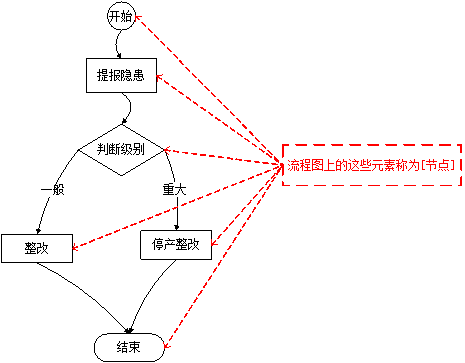 开始
提报隐患
判断级别
流程图上的这些元素称为[节点]
一般
重大
整改
停产整改
结束